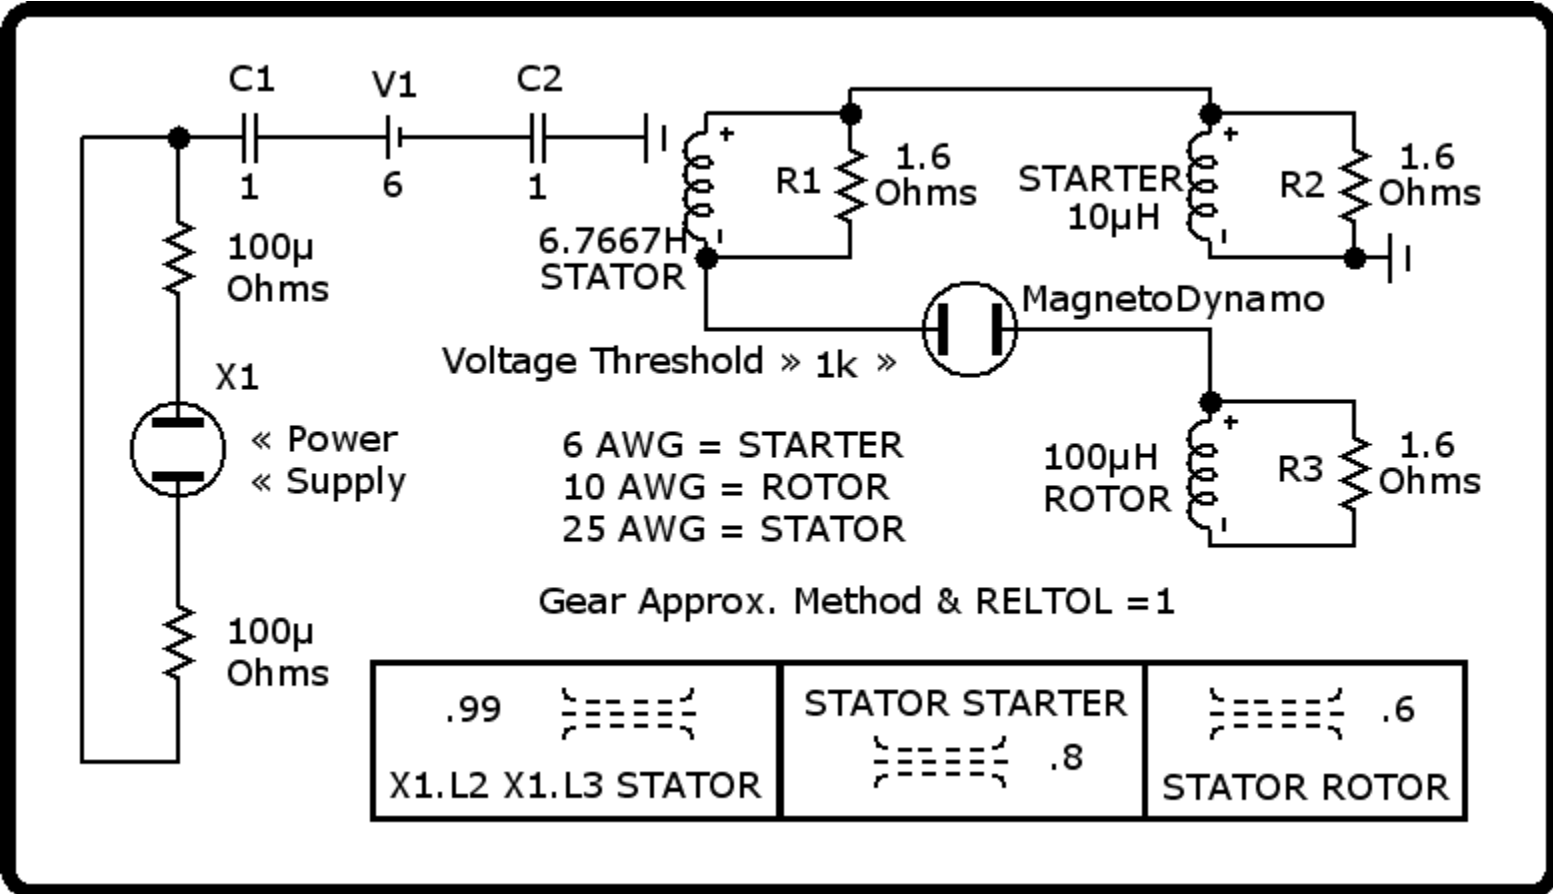 C1
V1
C2
1
6
1
100µ
Ohms
X1
« Power
« Supply
100µ
Ohms
+
R1
1.6
Ohms
6.7667H
STATOR
STARTER
10µH
+
R2
1.6
Ohms
MagnetoDynamo
Voltage Threshold » 1k »
6 AWG = STARTER
10 AWG = ROTOR
25 AWG = STATOR
100µH
ROTOR
+
R3
1.6
Ohms
Gear Approx. Method & RELTOL =1
.99
X1.L2 X1.L3 STATOR
STATOR STARTER
.8
.6
STATOR ROTOR